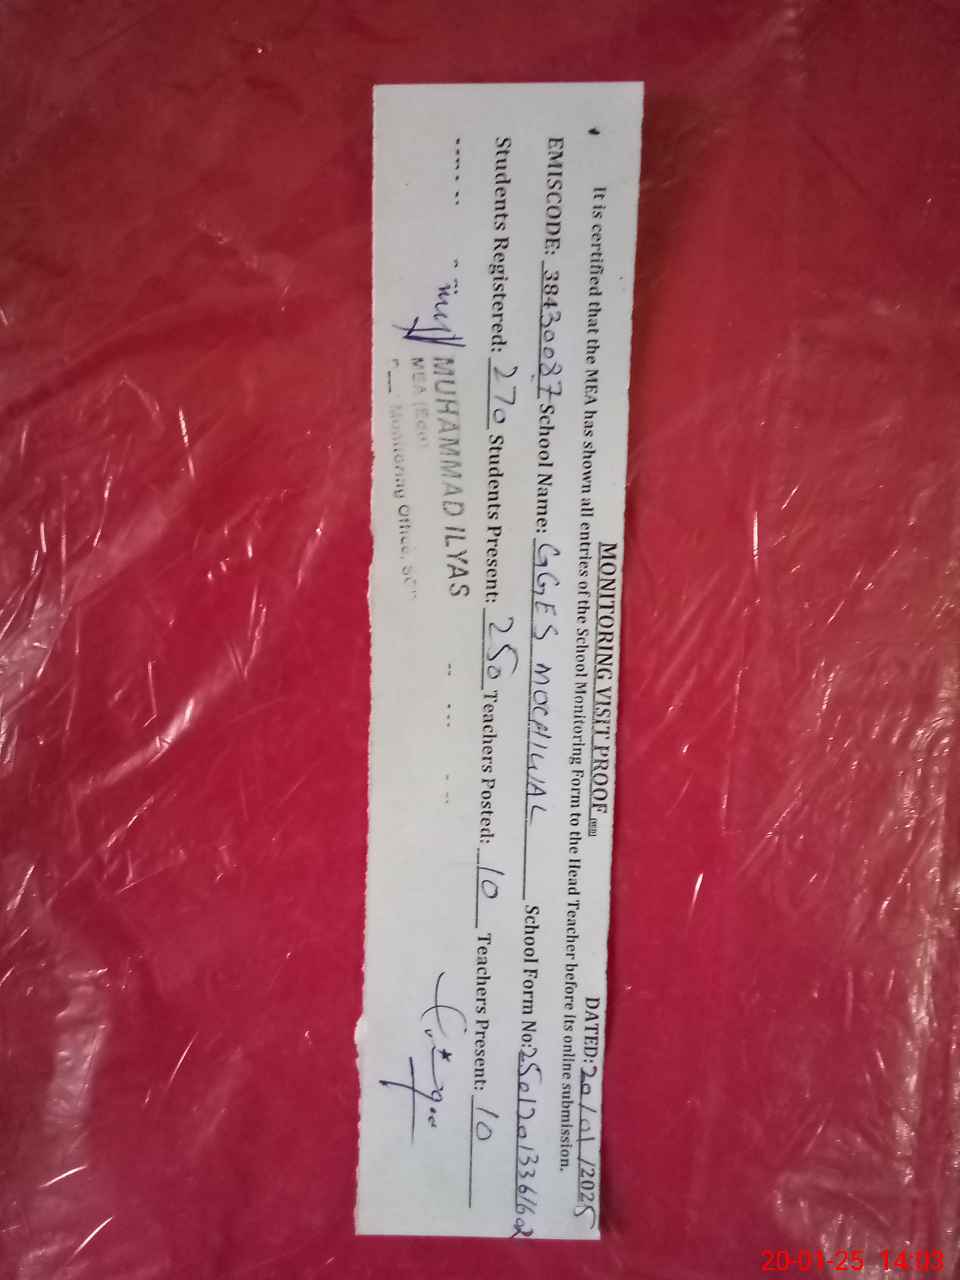 MONITORING VISIT PROOF
DATED: 20/01/2025
It is certified that the MEA has shown all entries of the School Monitoring Form to the Head Teacher before its online submission.
EMISCODE: 38430087 School Name: GGES MOCHIWAL School Form No: 2501201336162
Students Registered: 270 Students Present: 250 Teachers Posted: 10 Teachers Present: 10
MUHAMMAD ILYAS
MEA (Edu)
Monitoring Office,
20-01-25 14:03